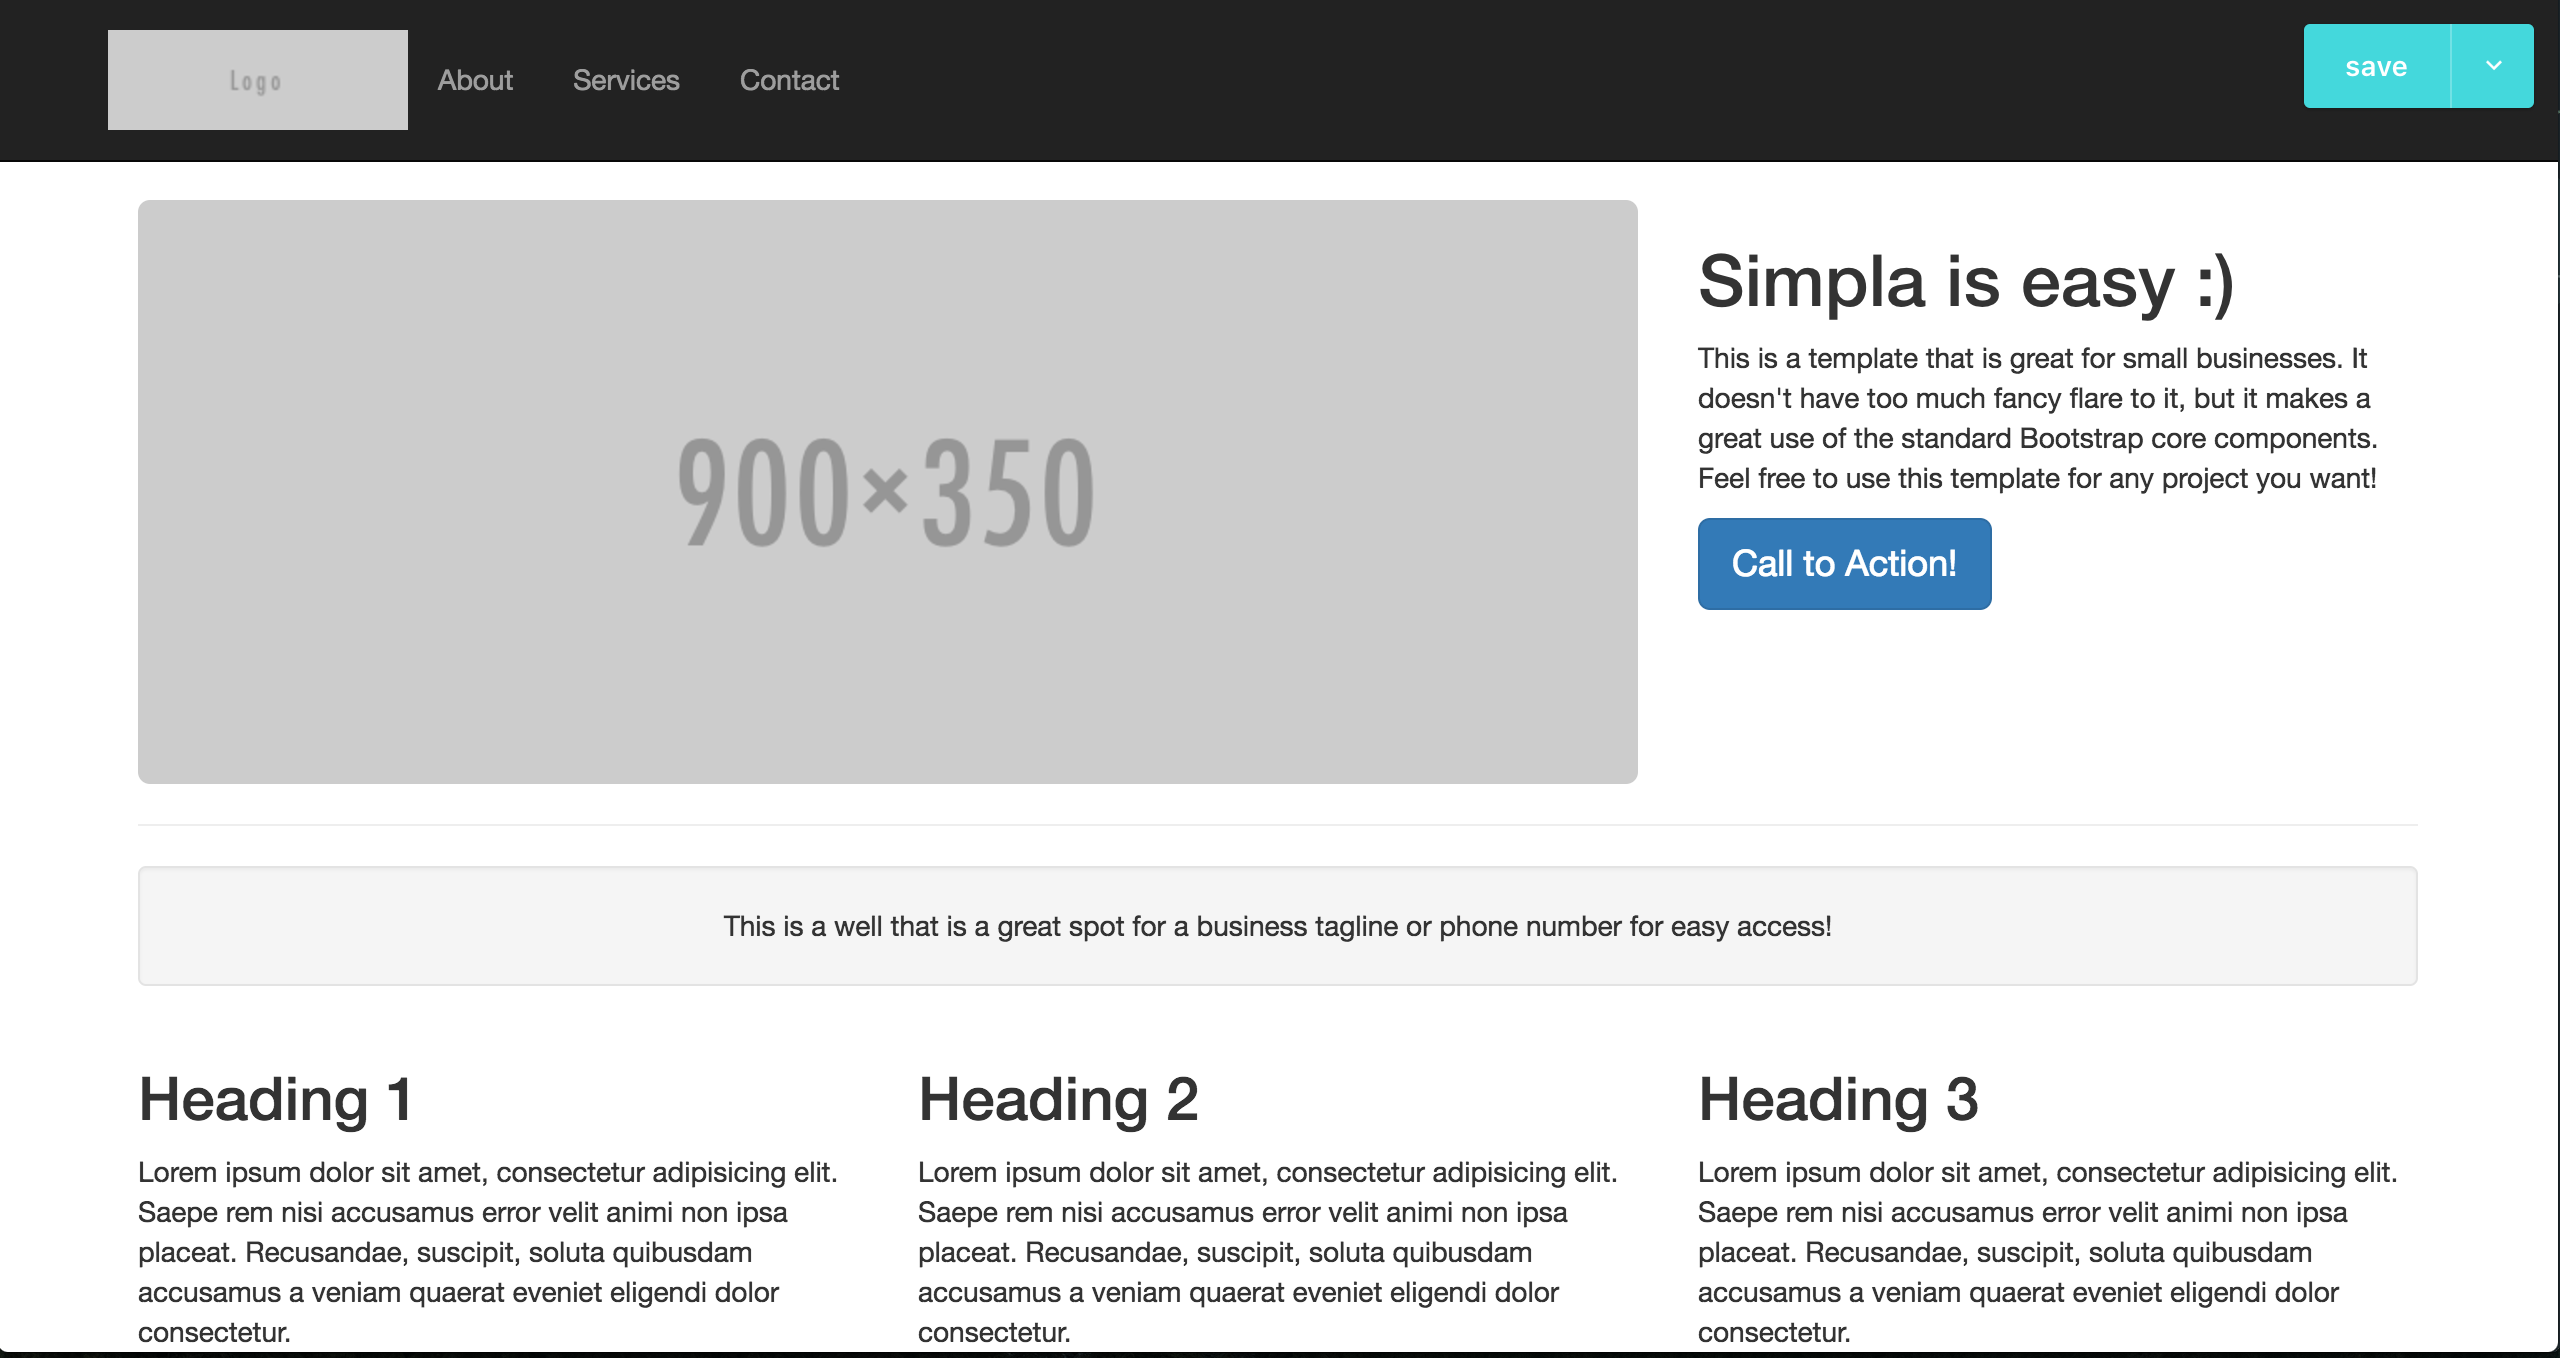 Logo
About
Services
Contact
save
900×350
Simpla is easy :)
This is a template that is great for small businesses. It
doesn't have too much fancy flare to it, but it makes a
great use of the standard Bootstrap core components.
Feel free to use this template for any project you want!
Call to Action!
This is a well that is a great spot for a business tagline or phone number for easy access!
Heading 1
Lorem ipsum dolor sit amet, consectetur adipisicing elit.
Saepe rem nisi accusamus error velit animi non ipsa
placeat. Recusandae, suscipit, soluta quibusdam
accusamus a veniam quaerat eveniet eligendi dolor
consectetur.
Heading 2
Lorem ipsum dolor sit amet, consectetur adipisicing elit.
Saepe rem nisi accusamus error velit animi non ipsa
placeat. Recusandae, suscipit, soluta quibusdam
accusamus a veniam quaerat eveniet eligendi dolor
consectetur.
Heading 3
Lorem ipsum dolor sit amet, consectetur adipisicing elit.
Saepe rem nisi accusamus error velit animi non ipsa
placeat. Recusandae, suscipit, soluta quibusdam
accusamus a veniam quaerat eveniet eligendi dolor
consectetur.